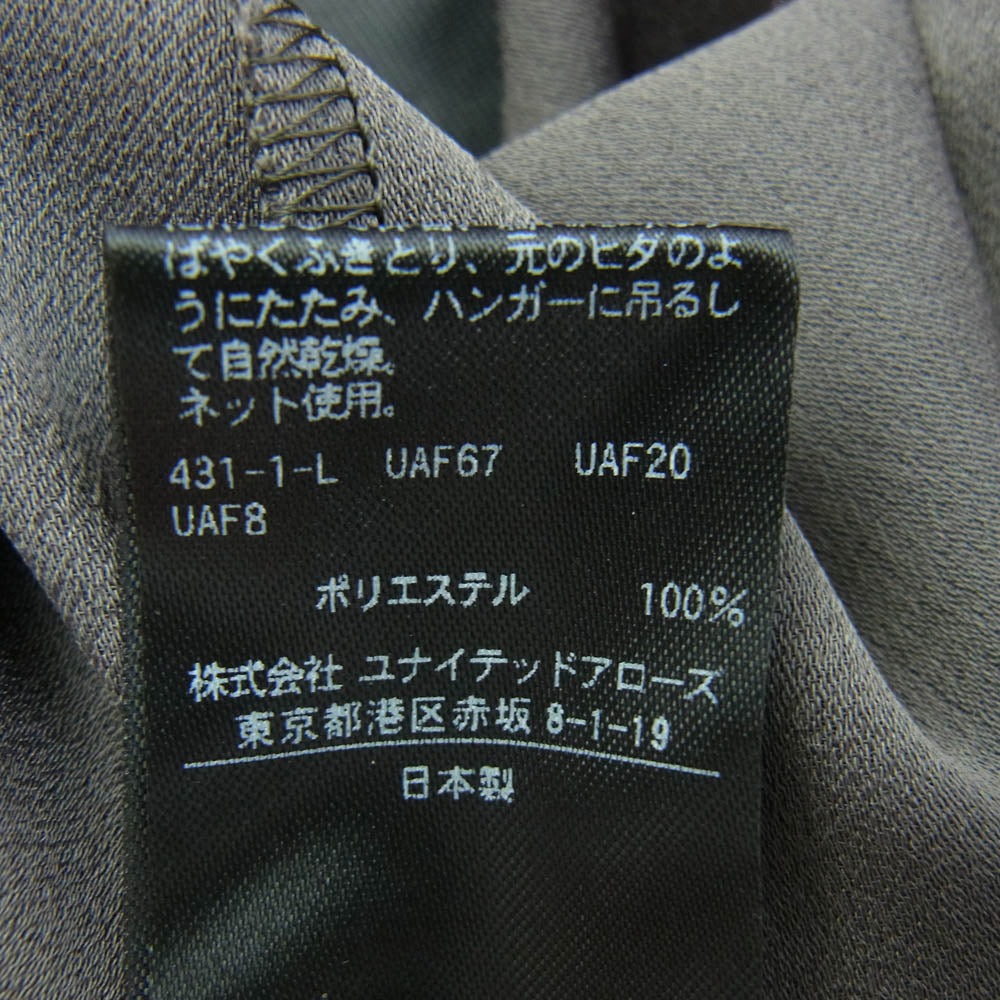 ばやくふきとり、元のヒダのよ
うにたたみ、ハンガーに吊るし
て自然乾燥。
ネット使用。
431-1-L UAF67 UAF20
UAF8
ポリエステル 100%
株式会社 ユナイテッドアローズ
東京都港区赤坂 8-1-19
日本製